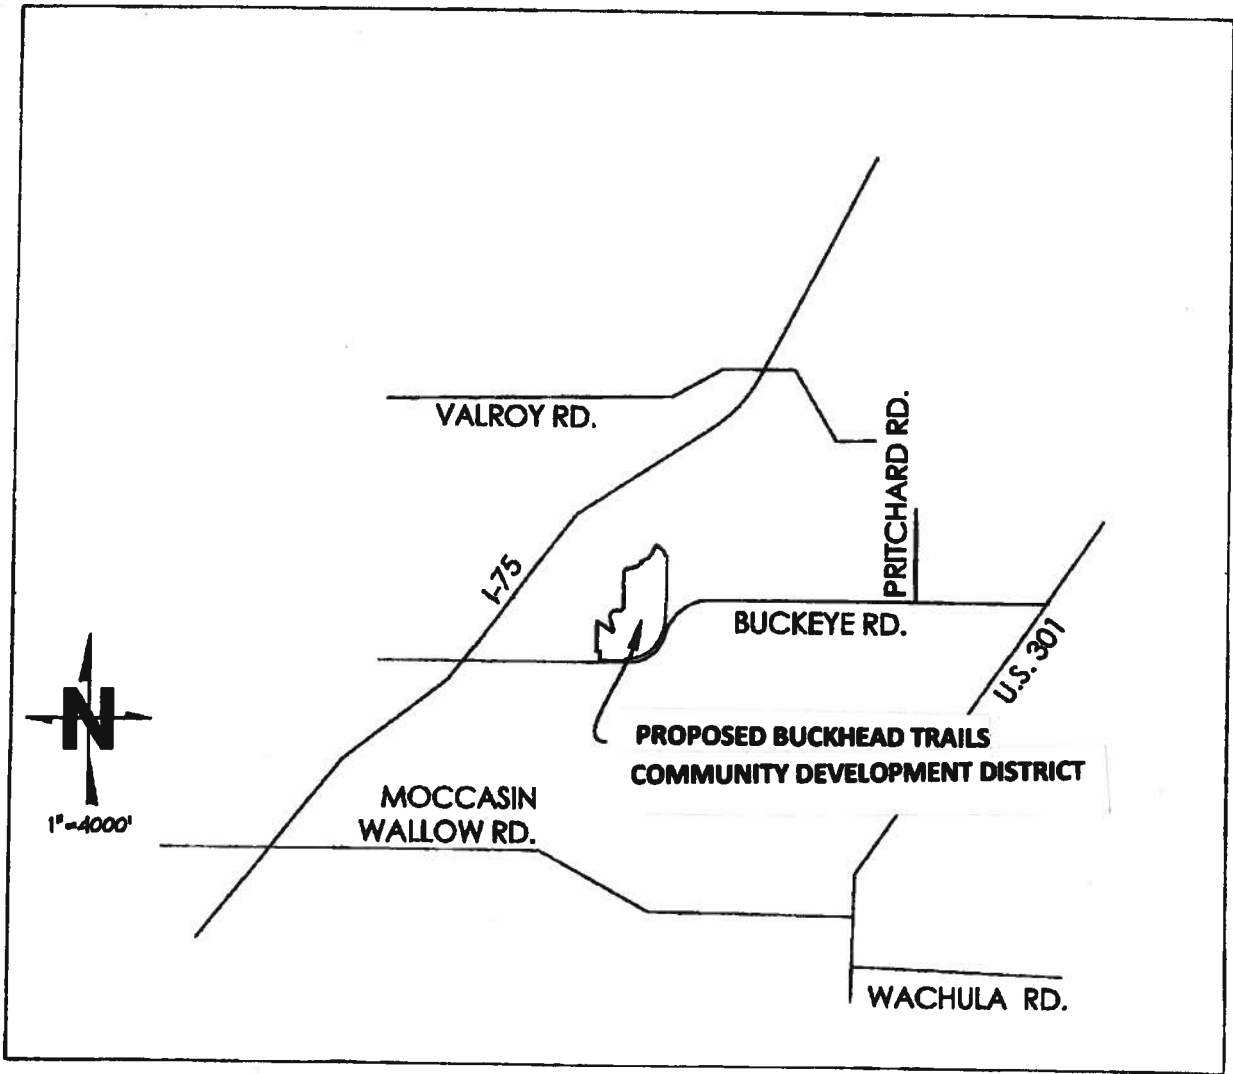 VALROY RD.
PRITCHARD RD.
I-75
BUCKEYE RD.
U.S. 301
N
PROPOSED BUCKHEAD TRAILS
COMMUNITY DEVELOPMENT DISTRICT
MOCCASIN
WALLOW RD.
1"=4000'
WACHULA RD.